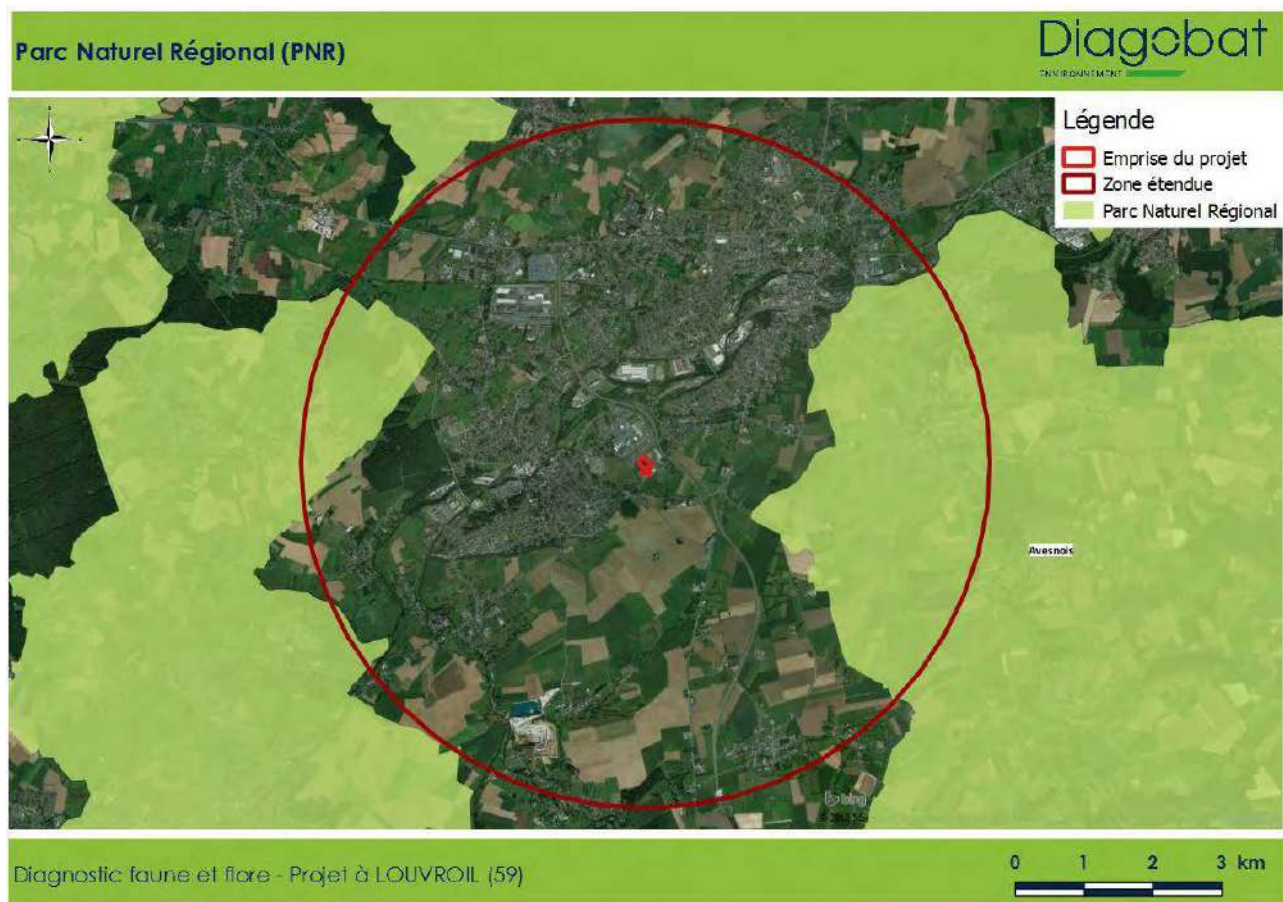 Parc Naturel Régional (PNR)
Diagobat
ENVIRONNEMENT
Légende
Emprise du projet
Zone étendue
Parc Naturel Régional
Avesnois
bing
Diagnostic faune et flore - Projet à LOUVROIL (59)
0 1 2 3 km